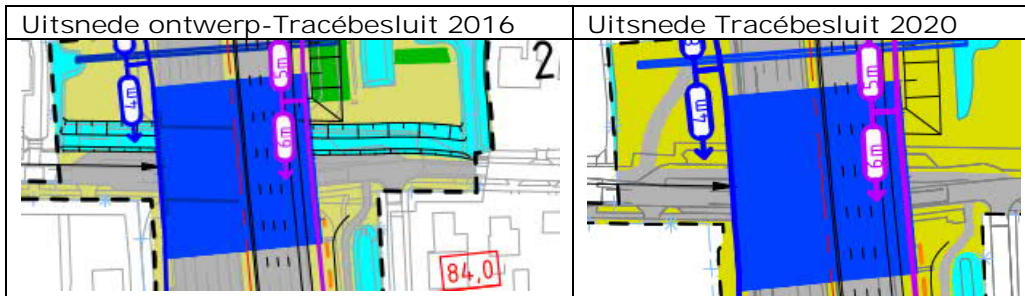 Uitsnede ontwerp-Tracébesluit 2016
Uitsnede Tracébesluit 2020
4m
5m
6m
2
84,0
4m
5m
6m